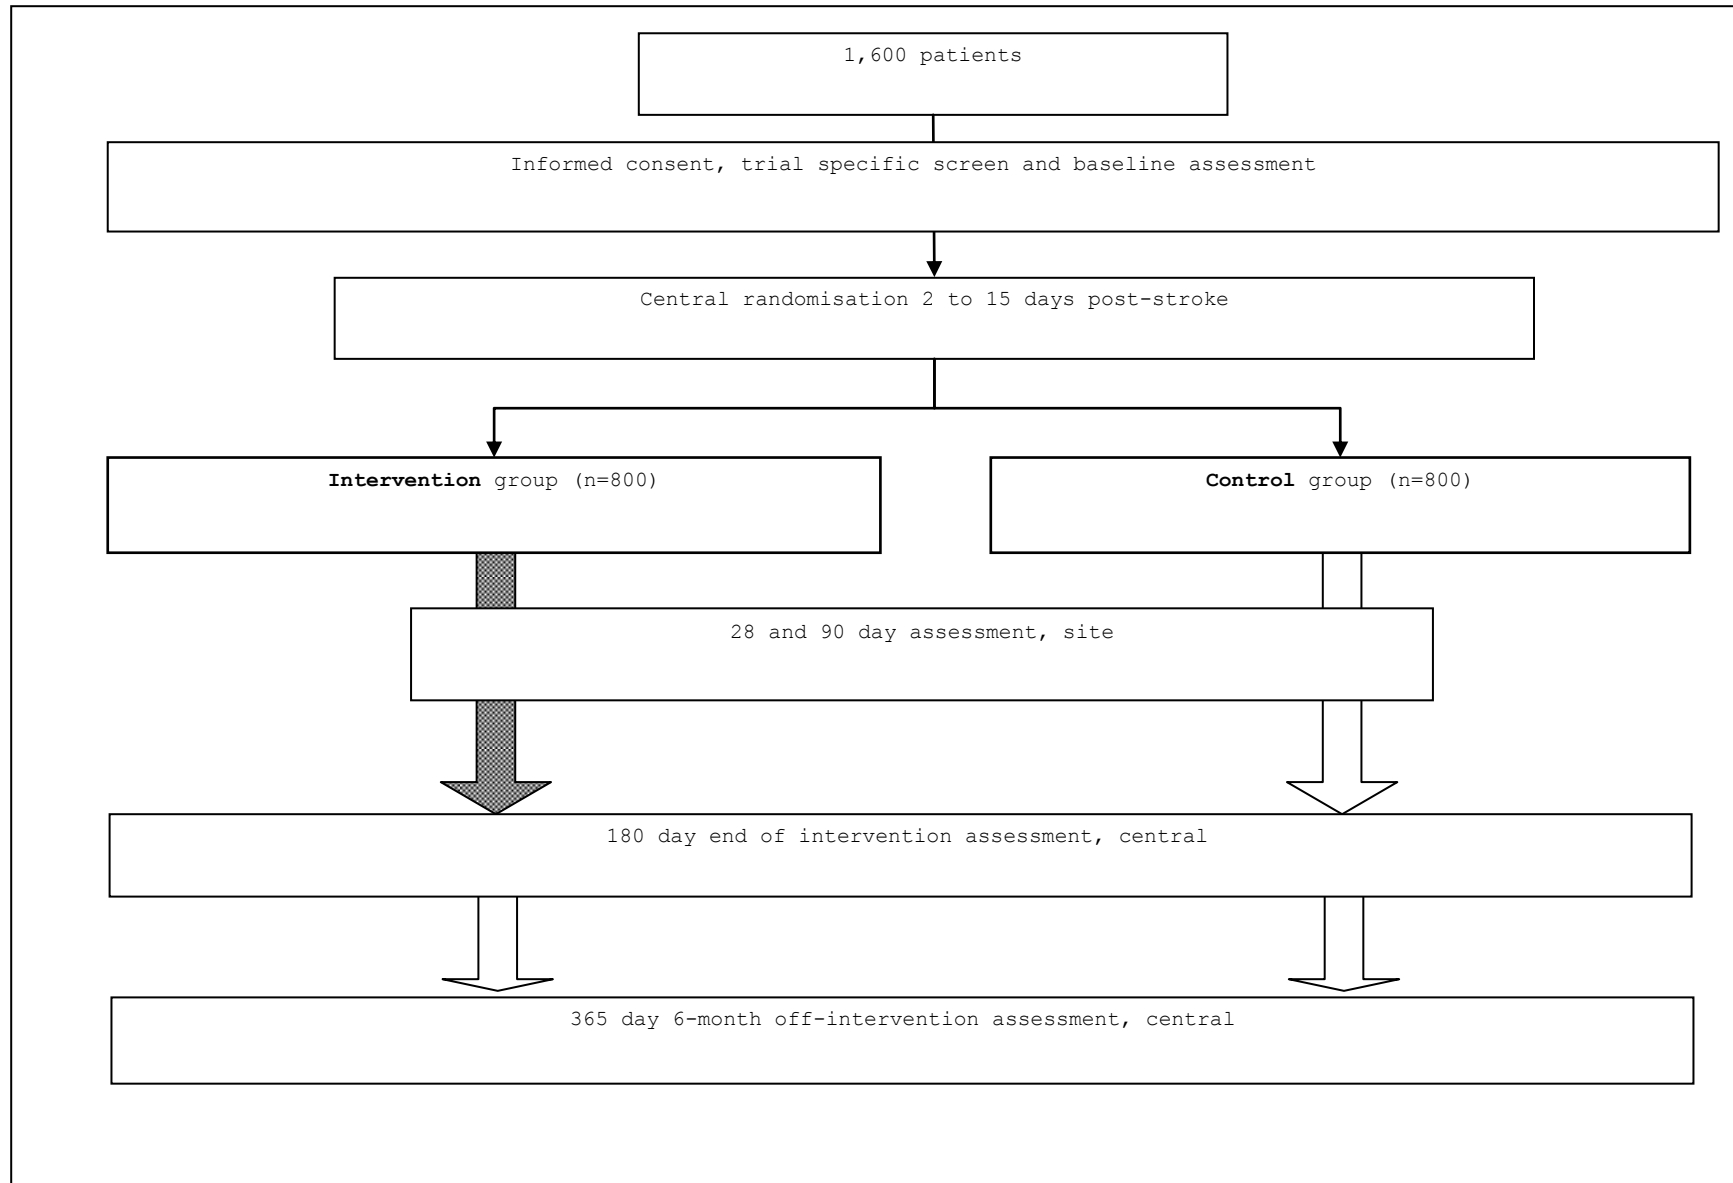 1,600 patients
Informed consent, trial specific screen and baseline assessment
Central randomisation 2 to 15 days post-stroke
Intervention group (n=800)
Control group (n=800)
28 and 90 day assessment, site
180 day end of intervention assessment, central
365 day 6-month off-intervention assessment, central